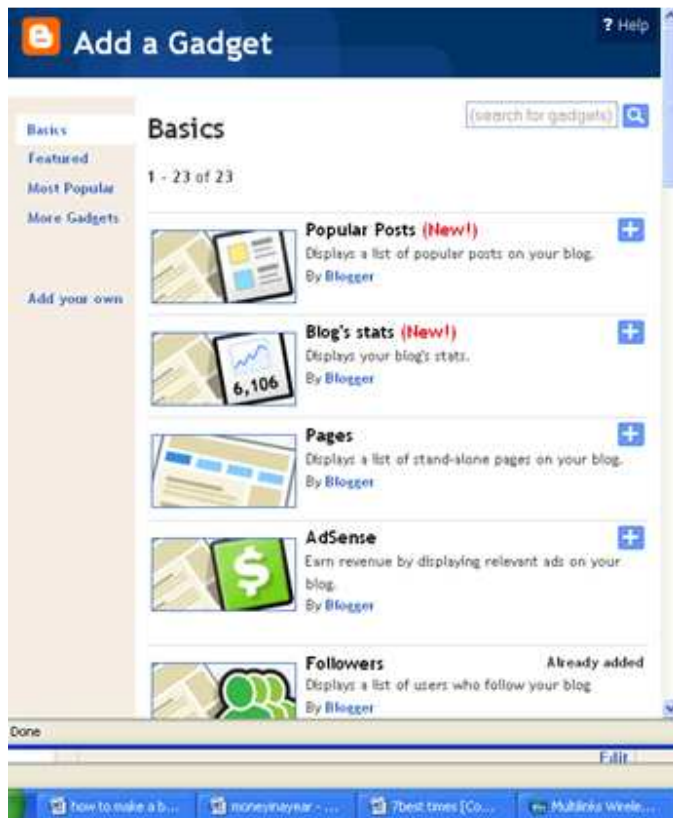 ? Help
Add a Gadget
(search for gadgets)
Basics
Featured
Most Popular
More Gadgets
Add your own
Basics
1 - 23 of 23
Popular Posts (New!)
Displays a list of popular posts on your blog.
By Blogger
Blog's stats (New!)
Displays your blog's stats.
By Blogger
6,106
Pages
Displays a list of stand-alone pages on your blog.
By Blogger
AdSense
Earn revenue by displaying relevant ads on your
blog.
By Blogger
$
Followers
Already added
Displays a list of users who follow your blog
By Blogger
Done
Edit
how to make a b...
moneyinayear - ...
7best times [Co...
Multilinks Wirele...